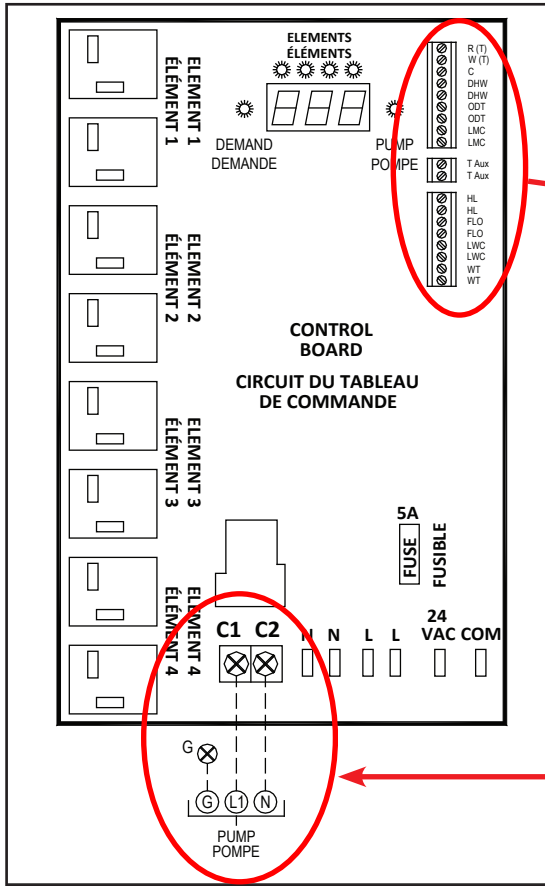 ELEMENTS
ÉLÉMENTS
DEMAND
DEMANDE
PUMP
POMPE
R (T)
W (T)
C
DHW
DHW
ODT
ODT
LMC
LMC
T Aux
T Aux
HL
HL
FLO
FLO
LWC
LWC
WT
WT
ELEMENT 1
ÉLÉMENT 1
ELEMENT 2
ÉLÉMENT 2
ELEMENT 3
ÉLÉMENT 3
ELEMENT 4
ÉLÉMENT 4
CONTROL
BOARD
CIRCUIT DU TABLEAU
DE COMMANDE
5A
FUSE
FUSIBLE
C1 C2
N N L L
24
VAC COM
G
G L1 N
PUMP
POMPE